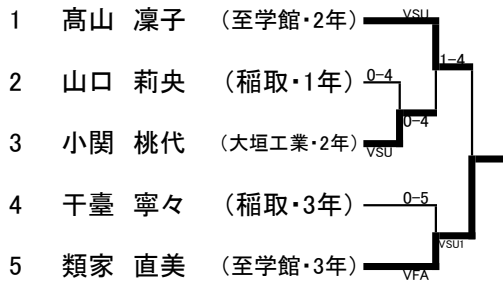 1 髙山 凜子 (至学館・2年) VSU
1-4
2 山口 莉央 (稲取・1年) 0-4
0-4
3 小関 桃代 (大垣工業・2年) VSU
4 干臺 寧々 (稲取・3年) 0-5
VSU1
5 類家 直美 (至学館・3年) VFA